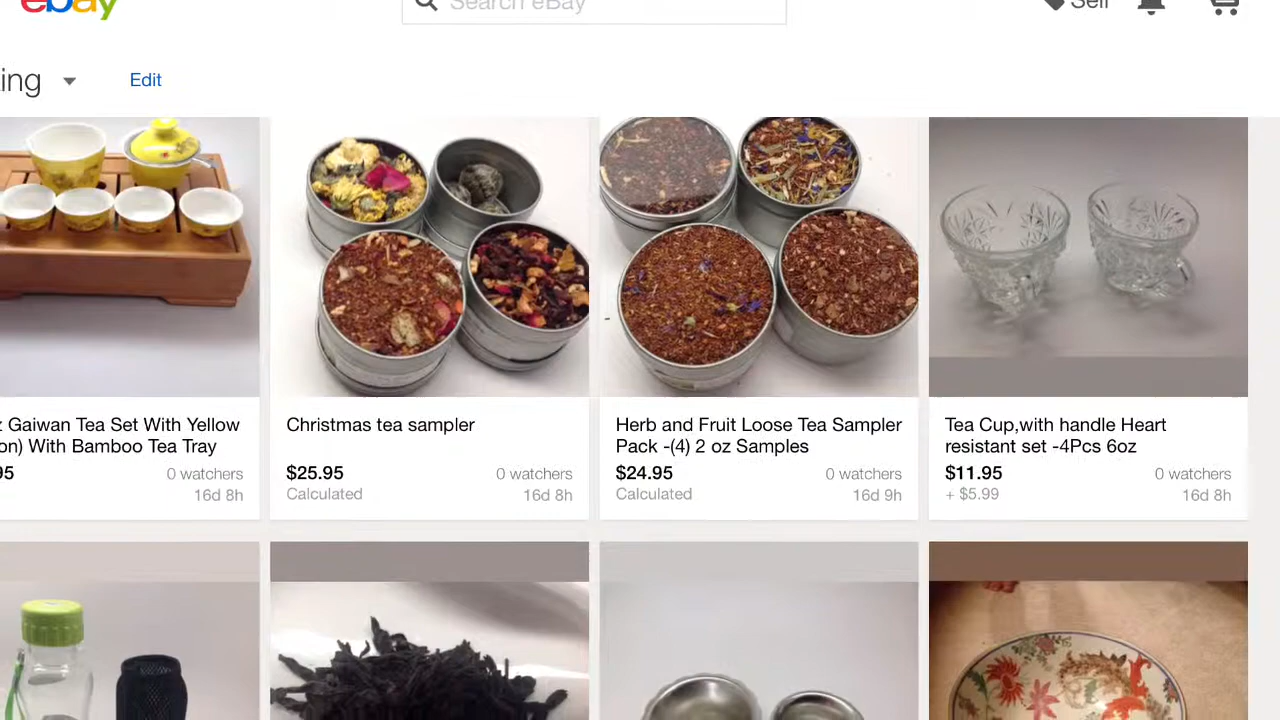 ebay
Search eBay
Sell
ing
Edit
Gaiwan Tea Set With Yellow
on) With Bamboo Tea Tray
95
0 watchers
16d 8h
Christmas tea sampler
$25.95
0 watchers
Calculated
16d 8h
Herb and Fruit Loose Tea Sampler
Pack -(4) 2 oz Samples
$24.95
0 watchers
Calculated
16d 9h
Tea Cup,with handle Heart
resistant set -4Pcs 6oz
$11.95
0 watchers
+ $5.99
16d 8h